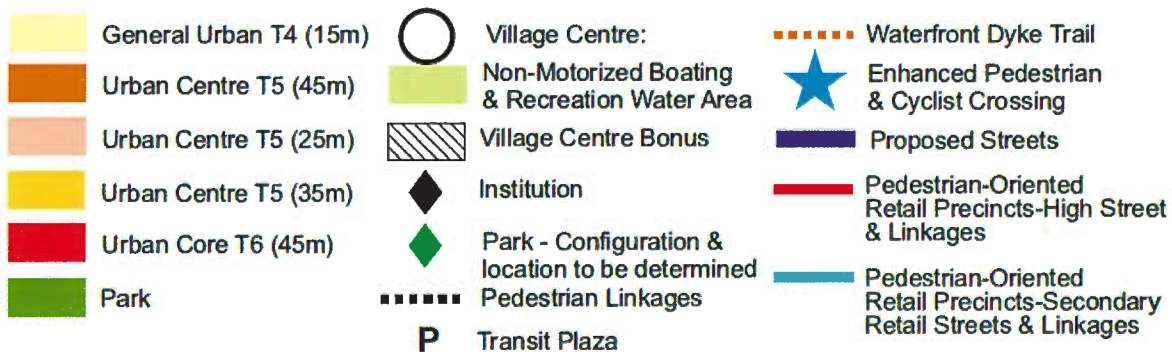 General Urban T4 (15m)
Urban Centre T5 (45m)
Urban Centre T5 (25m)
Urban Centre T5 (35m)
Urban Core T6 (45m)
Park
Village Centre:
Non-Motorized Boating
& Recreation Water Area
Village Centre Bonus
Institution
Park - Configuration &
location to be determined
Pedestrian Linkages
P Transit Plaza
Waterfront Dyke Trail
Enhanced Pedestrian
& Cyclist Crossing
Proposed Streets
Pedestrian-Oriented
Retail Precincts-High Street
& Linkages
Pedestrian-Oriented
Retail Precincts-Secondary
Retail Streets & Linkages